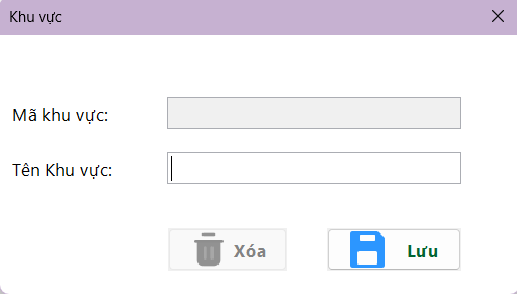 Khu vực
Mã khu vực:
Tên Khu vực:
Xóa
Lưu